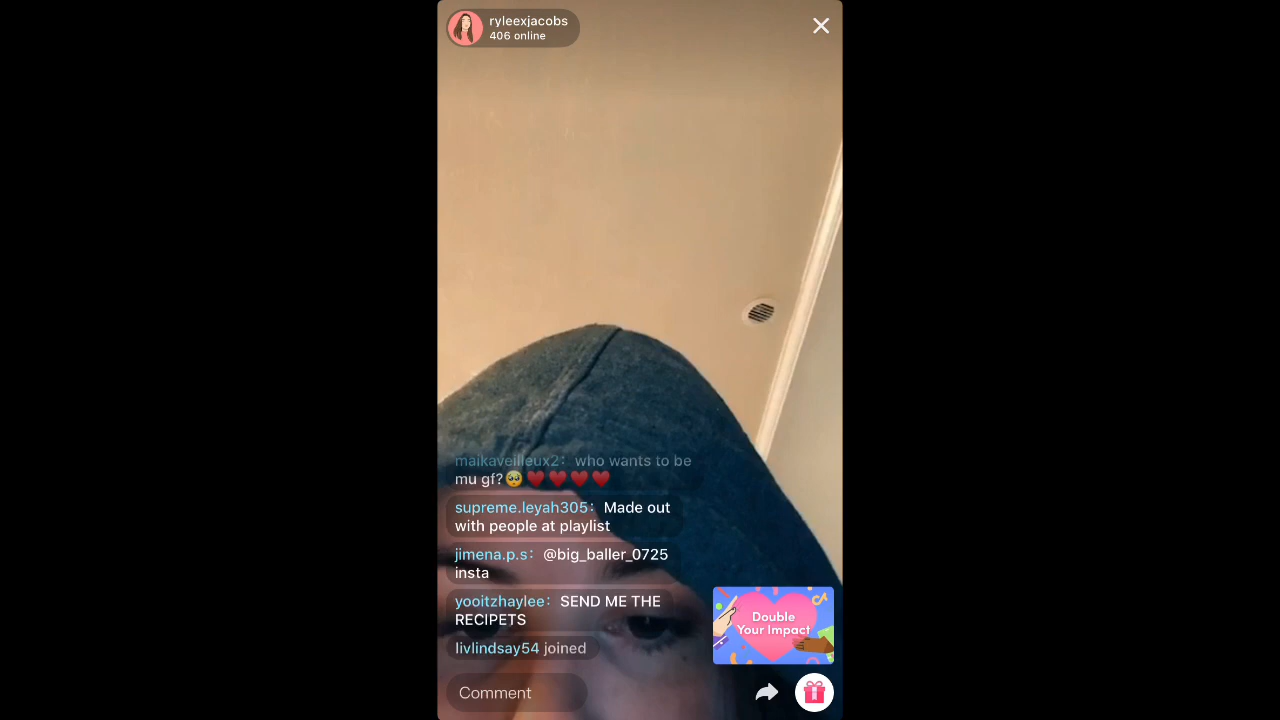 ryleexjacobs
406 online
maikaveilleux2: who wants to be
mu gf?🥺♥️♥️♥️♥️
supreme.leyah305: Made out
with people at playlist
jimena.p.s: @big_baller_0725
insta
yooitzhaylee: SEND ME THE
RECIPETS
livlindsay54 joined
Double
Your Impact
Comment